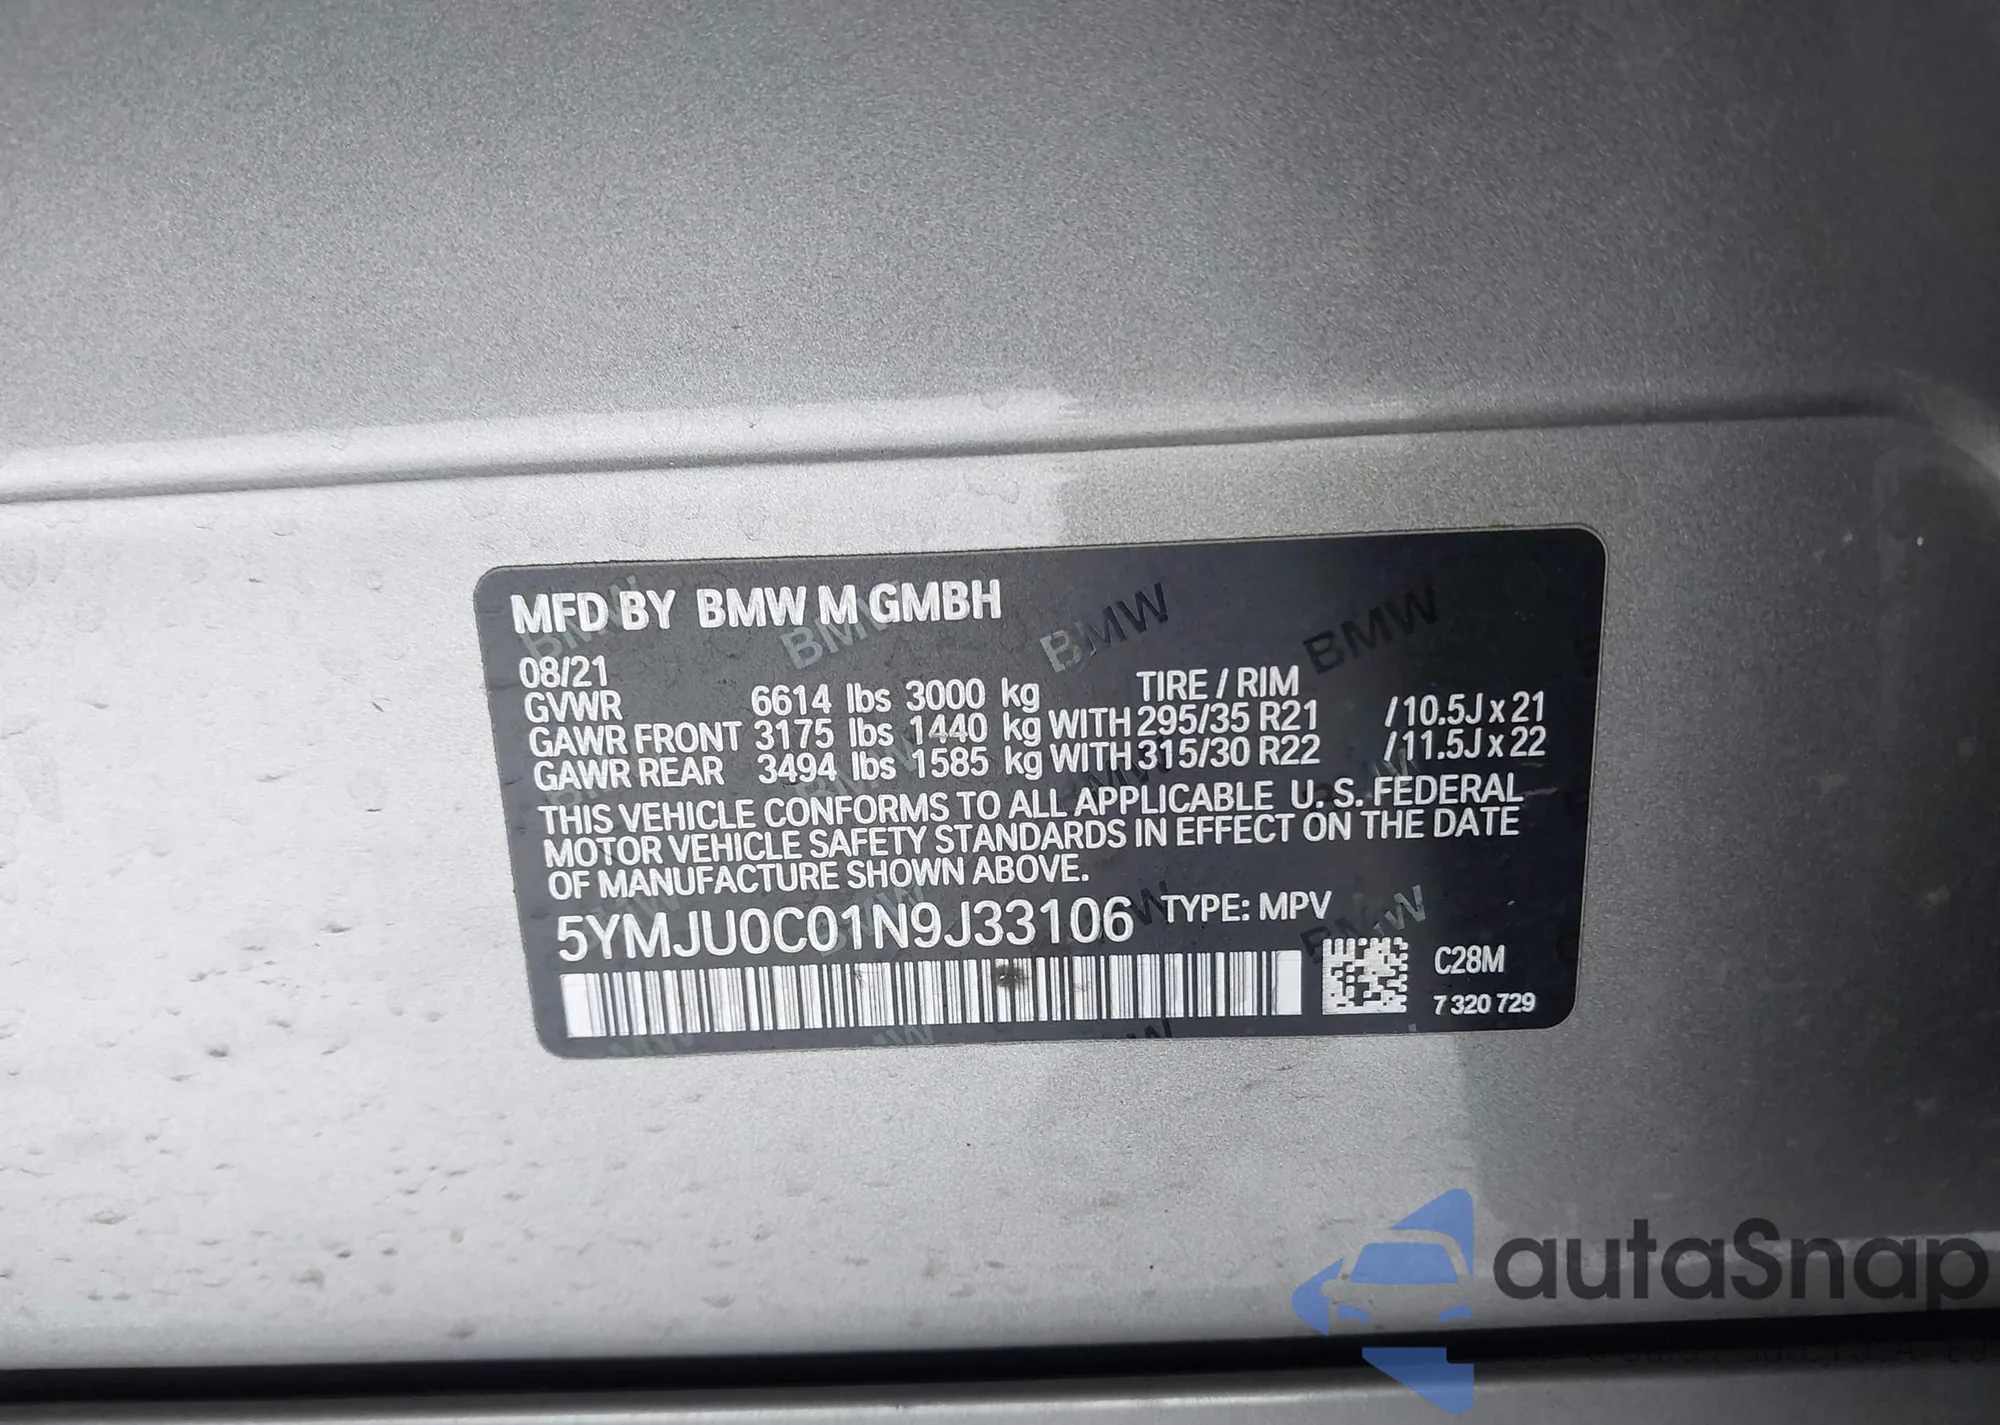 MFD BY BMW M GMBH
08/21
GVWR 6614 lbs 3000 kg TIRE / RIM
GAWR FRONT 3175 lbs 1440 kg WITH 295/35 R21 /10.5J x 21
GAWR REAR 3494 lbs 1585 kg WITH 315/30 R22 /11.5J x 22
THIS VEHICLE CONFORMS TO ALL APPLICABLE U. S. FEDERAL
MOTOR VEHICLE SAFETY STANDARDS IN EFFECT ON THE DATE
OF MANUFACTURE SHOWN ABOVE.
5YMJU0C01N9J33106 TYPE: MPV
C28M
7 320 729
autaSnap